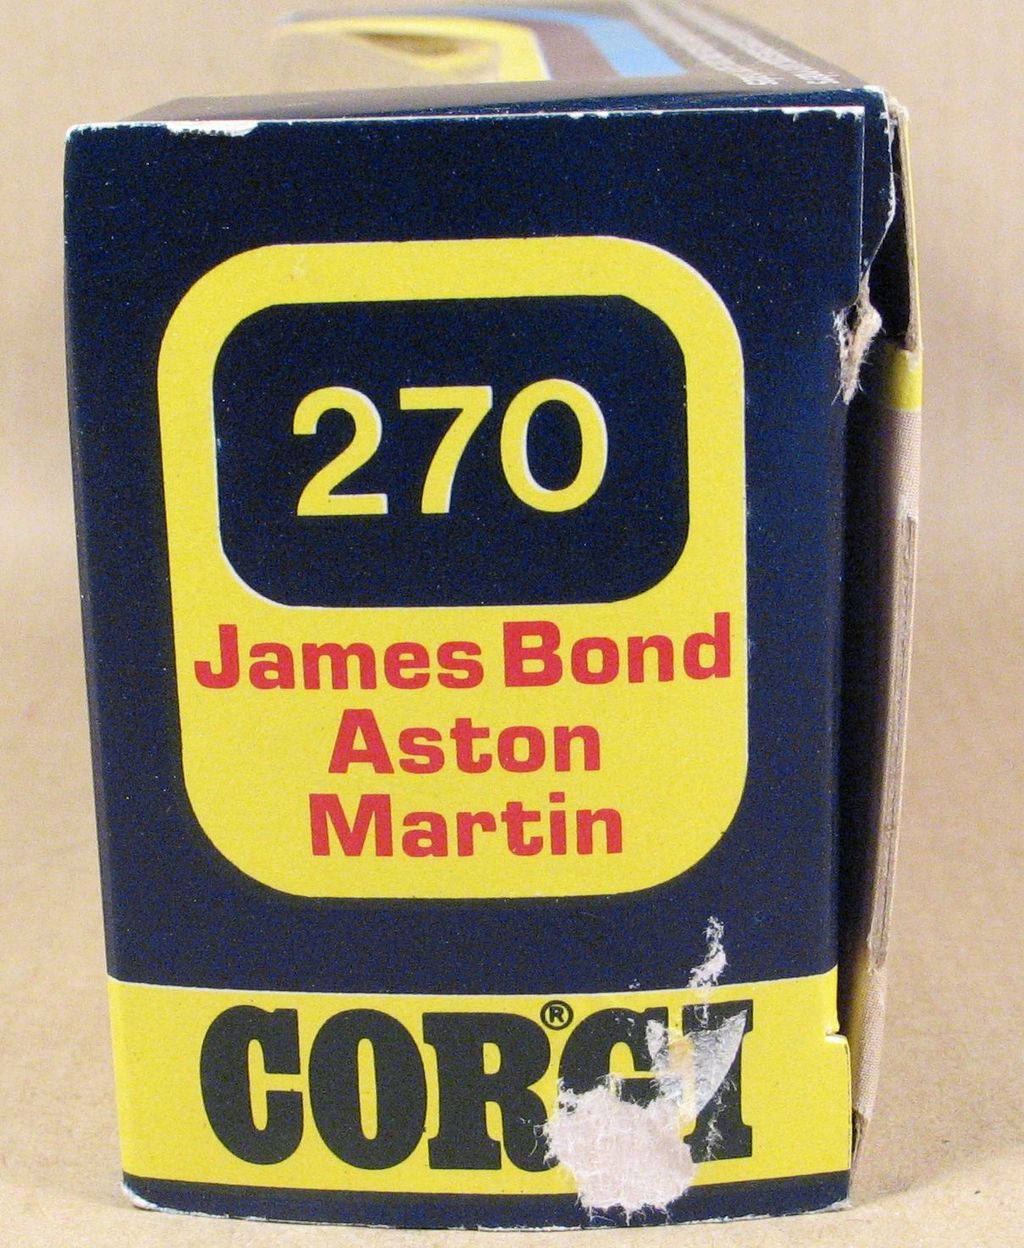 270
James Bond
Aston
Martin
CORGI®